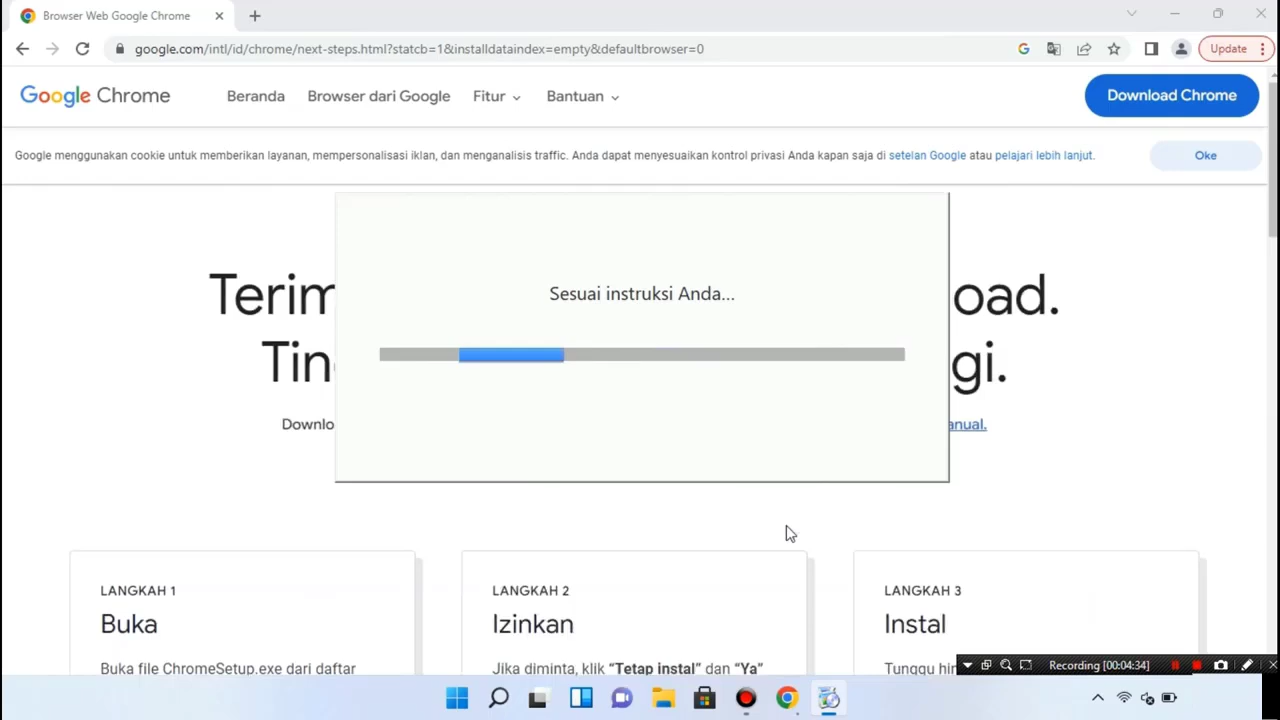 Browser Web Google Chrome
google.com/intl/id/chrome/next-steps.html?statcb=1&installdataindex=empty&defaultbrowser=0
Update
Google Chrome
Beranda
Browser dari Google
Fitur
Bantuan
Download Chrome
Google menggunakan cookie untuk memberikan layanan, mempersonalisasi iklan, dan menganalisis traffic. Anda dapat menyesuaikan kontrol privasi Anda kapan saja di setelan Google atau pelajari lebih lanjut.
Oke
Sesuai instruksi Anda...
Terim
oad.
Tin
gi.
Downlo
anual.
LANGKAH 1
Buka
Buka file ChromeSetup.exe dari daftar
LANGKAH 2
Izinkan
Jika diminta, klik “Tetap instal” dan “Ya”
LANGKAH 3
Instal
Tunggu hin
Recording [00:04:34]